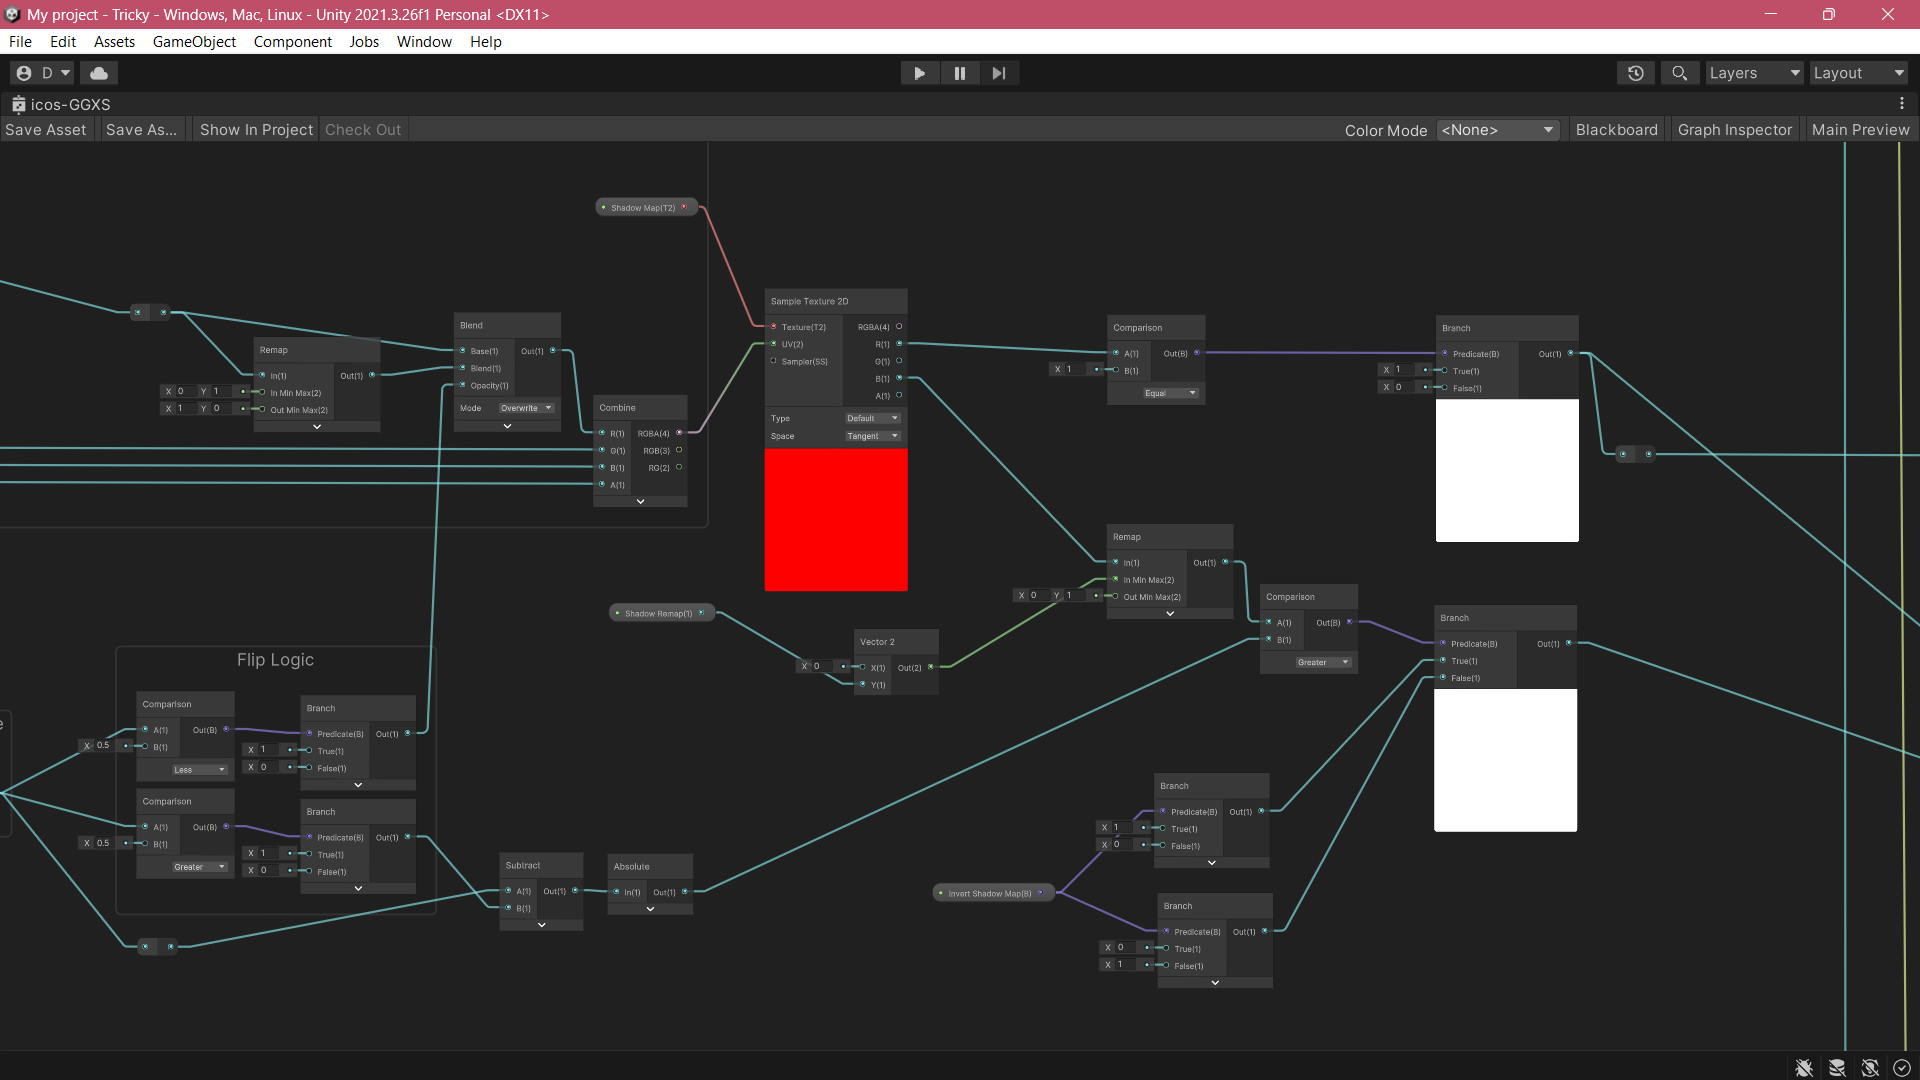 My project - Tricky - Windows, Mac, Linux - Unity 2021.3.26f1 Personal <DX11>
File Edit Assets GameObject Component Jobs Window Help
D Layers Layout
icos-GGXS
Save Asset Save As... Show In Project Check Out Color Mode <None> Blackboard Graph Inspector Main Preview
Shadow Map(T2)
Remap
In(1) Out(1)
X 0 Y 1 In Min Max(2)
X 1 Y 0 Out Min Max(2)
Blend
Base(1) Out(1)
Blend(1)
Opacity(1)
Mode Overwrite
Combine
R(1) RGBA(4)
G(1) RGB(3)
B(1) RG(2)
A(1)
Sample Texture 2D
Texture(T2) RGBA(4)
UV(2) R(1)
Sampler(SS) G(1)
B(1)
A(1)
Type Default
Space Tangent
Comparison
A(1) Out(B)
X 1 B(1)
Equal
Branch
Predicate(B) Out(1)
X 1 True(1)
X 0 False(1)
Remap
In(1) Out(1)
In Min Max(2)
X 0 Y 1 Out Min Max(2)
Shadow Remap(1)
Vector 2
X 0 X(1) Out(2)
Y(1)
Comparison
A(1) Out(B)
B(1)
Greater
Branch
Predicate(B) Out(1)
True(1)
False(1)
Flip Logic
Comparison
A(1) Out(B)
X 0.5 B(1)
Less
Branch
Predicate(B) Out(1)
X 1 True(1)
X 0 False(1)
Comparison
A(1) Out(B)
X 0.5 B(1)
Greater
Branch
Predicate(B) Out(1)
X 1 True(1)
X 0 False(1)
Subtract
A(1) Out(1)
B(1)
Absolute
In(1) Out(1)
Invert Shadow Map(B)
Branch
Predicate(B) Out(1)
X 1 True(1)
X 0 False(1)
Branch
Predicate(B) Out(1)
X 0 True(1)
X 1 False(1)
e